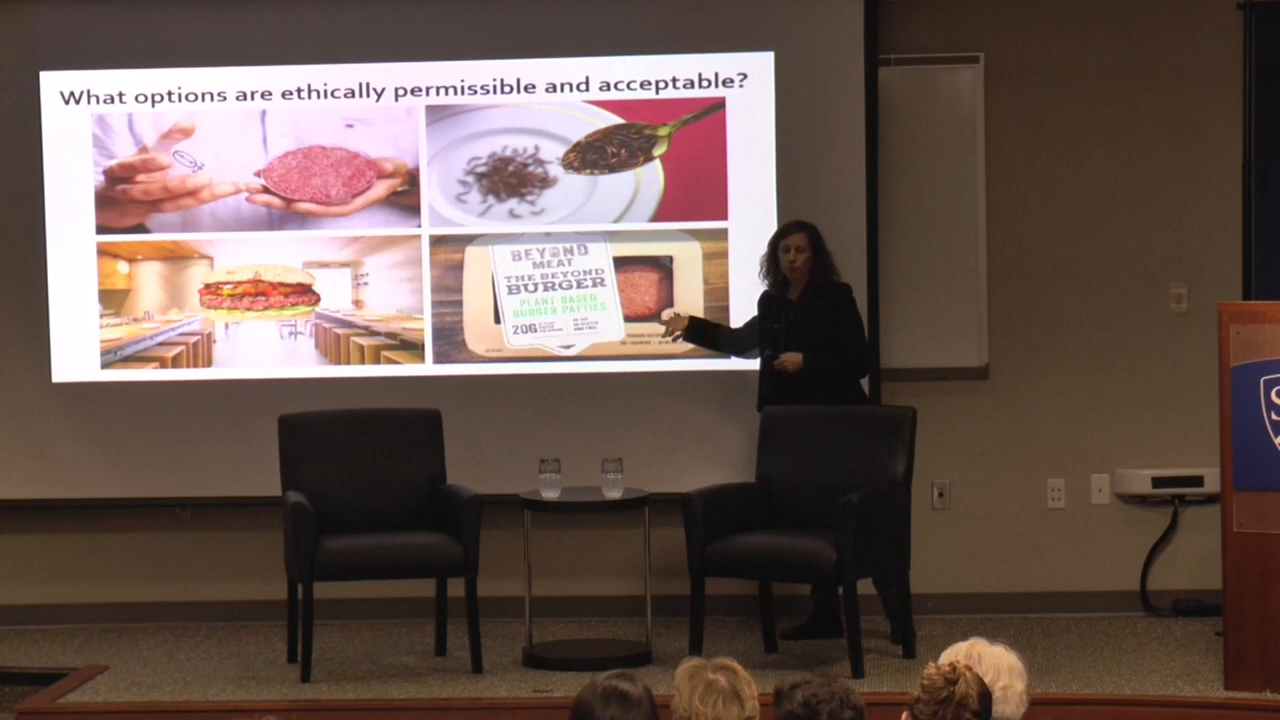 What options are ethically permissible and acceptable?
BEYOND
MEAT
THE BEYOND
BURGER
PLANT-BASED
BURGER PATTIES
20G
S